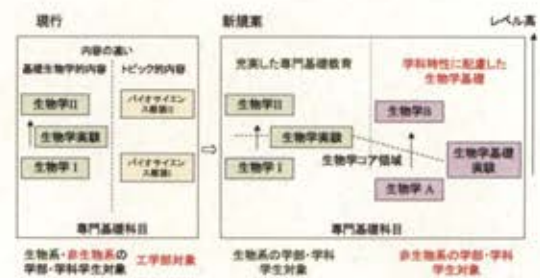 現行
新規案
レベル高
内容の違い
基礎生物学的内容
トピック的内容
充実した専門基礎教育
学科特性に配慮した
生物学基礎
生物学II
生物学実験
生物学 I
バイオサイエン
ス概論II
バイオサイエン
ス概論I
生物学II
生物学実験
生物学 I
生物学コア領域
生物学B
生物学基礎
実験
生物学 A
専門基礎科目
専門基礎科目
生物系・非生物系の
学部・学科学生対象
工学部対象
生物系の学部・学科
学生対象
非生物系の学部・学科
学生対象